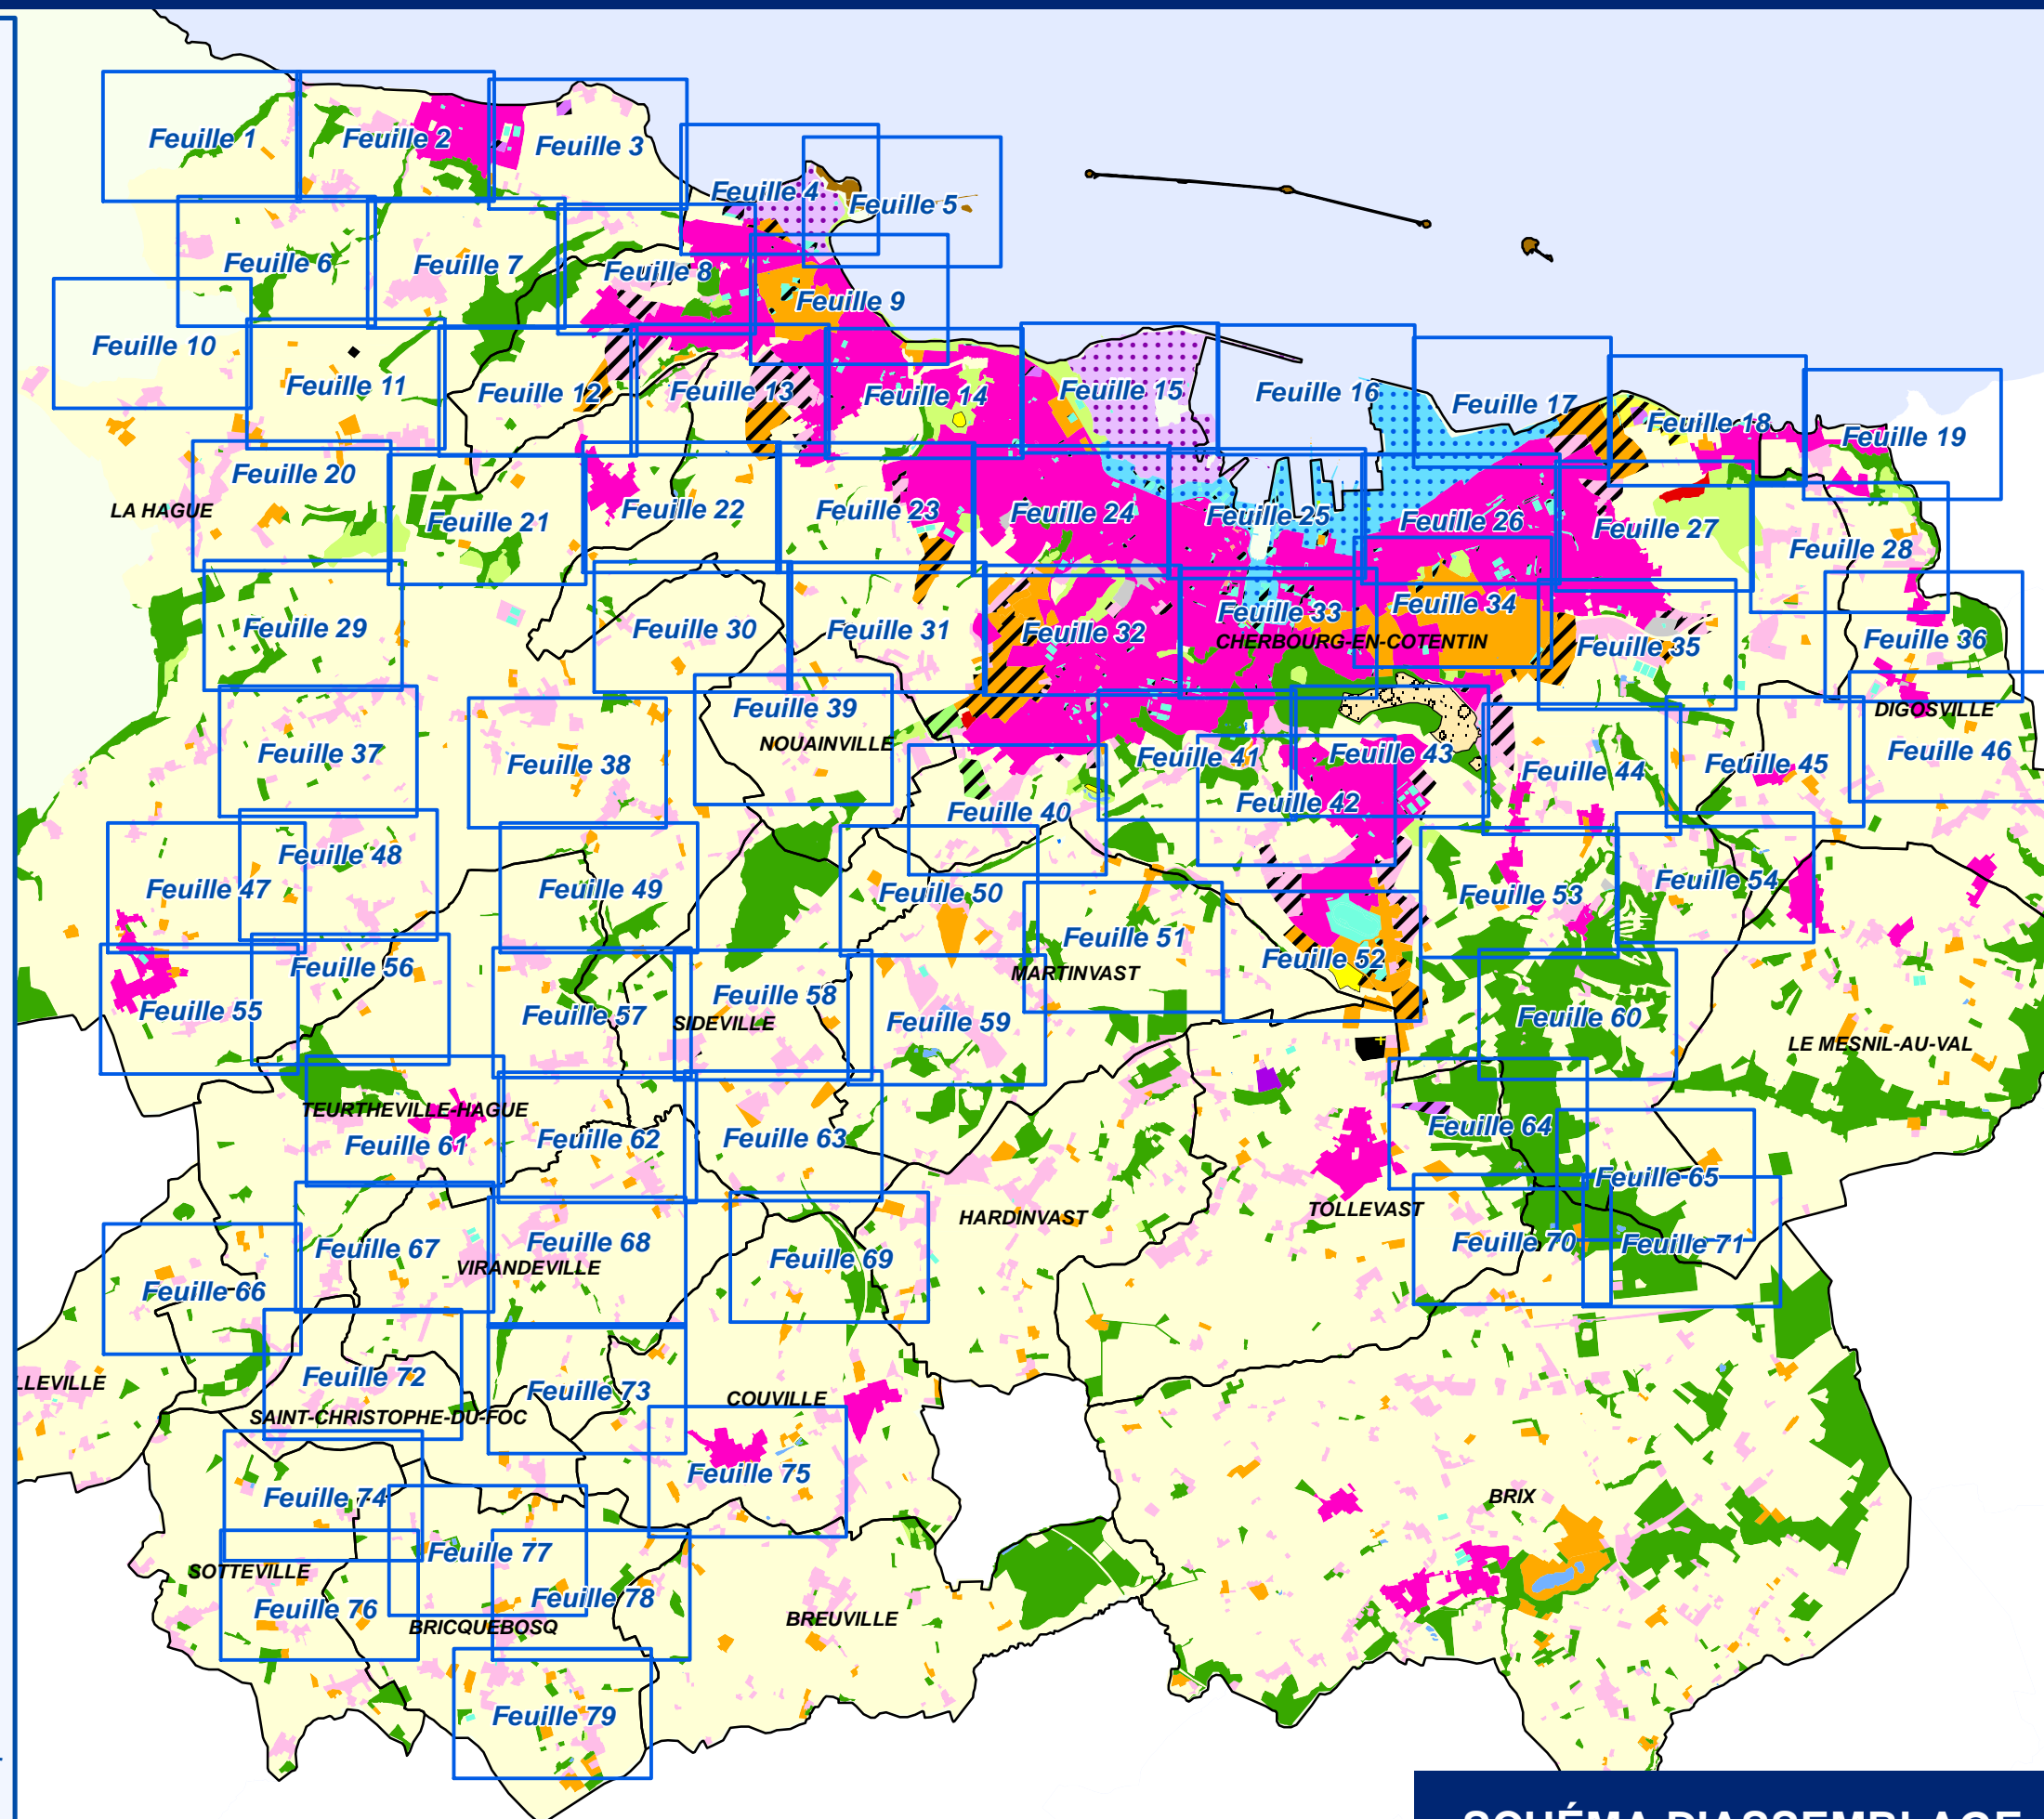 Feuille 1
Feuille 2
Feuille 3
Feuille 4
Feuille 5
Feuille 6
Feuille 7
Feuille 8
Feuille 9
Feuille 10
Feuille 11
Feuille 12
Feuille 13
Feuille 14
Feuille 15
Feuille 16
Feuille 17
Feuille 18
Feuille 19
Feuille 20
LA HAGUE
Feuille 21
Feuille 22
Feuille 23
Feuille 24
Feuille 25
Feuille 26
Feuille 27
Feuille 28
Feuille 29
Feuille 30
Feuille 31
Feuille 32
Feuille 33
Feuille 34
CHERBOURG-EN-COTENTIN
Feuille 35
Feuille 36
DIGOSVILLE
Feuille 37
Feuille 38
Feuille 39
NOUAINVILLE
Feuille 40
Feuille 41
Feuille 42
Feuille 43
Feuille 44
Feuille 45
Feuille 46
Feuille 47
Feuille 48
Feuille 49
Feuille 50
Feuille 51
MARTINVAST
Feuille 52
Feuille 53
Feuille 54
Feuille 55
Feuille 56
Feuille 57
Feuille 58
SIDEVILLE
Feuille 59
Feuille 60
LE MESNIL-AU-VAL
TEURTHEVILLE-HAGUE
Feuille 61
Feuille 62
Feuille 63
Feuille 64
Feuille 65
HARDINVAST
TOLLEVAST
Feuille 66
Feuille 67
VIRANDEVILLE
Feuille 68
Feuille 69
Feuille 70
Feuille 71
LLEVILLE
Feuille 72
SAINT-CHRISTOPHE-DU-FOC
Feuille 73
COUVILLE
Feuille 74
Feuille 75
BRIX
SOTTEVILLE
Feuille 76
Feuille 77
Feuille 78
BRICQUEBOSQ
BREUVILLE
Feuille 79
SCHÉMA D'ASSEMBLAGE